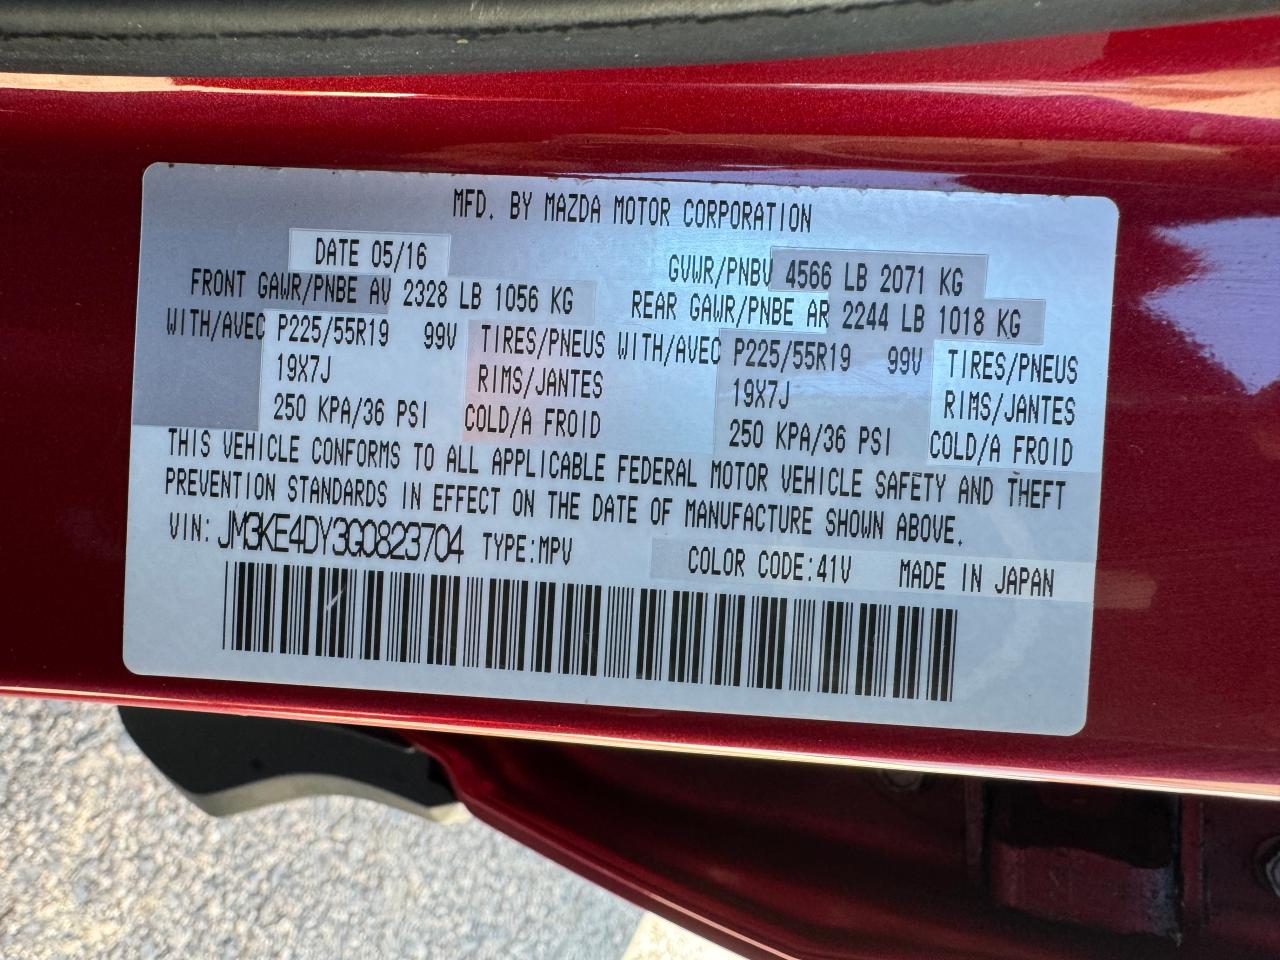 MFD. BY MAZDA MOTOR CORPORATION
DATE 05/16 GVWR/PNBV 4566 LB 2071 KG
FRONT GAWR/PNBE AV 2328 LB 1056 KG REAR GAWR/PNBE AR 2244 LB 1018 KG
WITH/AVEC P225/55R19 99V TIRES/PNEUS WITH/AVEC P225/55R19 99V TIRES/PNEUS
19X7J RIMS/JANTES 19X7J RIMS/JANTES
250 KPA/36 PSI COLD/A FROID 250 KPA/36 PSI COLD/A FROID
THIS VEHICLE CONFORMS TO ALL APPLICABLE FEDERAL MOTOR VEHICLE SAFETY AND THEFT
PREVENTION STANDARDS IN EFFECT ON THE DATE OF MANUFACTURE SHOWN ABOVE.
VIN: JM3KE4DY3G0823704 TYPE:MPV COLOR CODE:41V MADE IN JAPAN